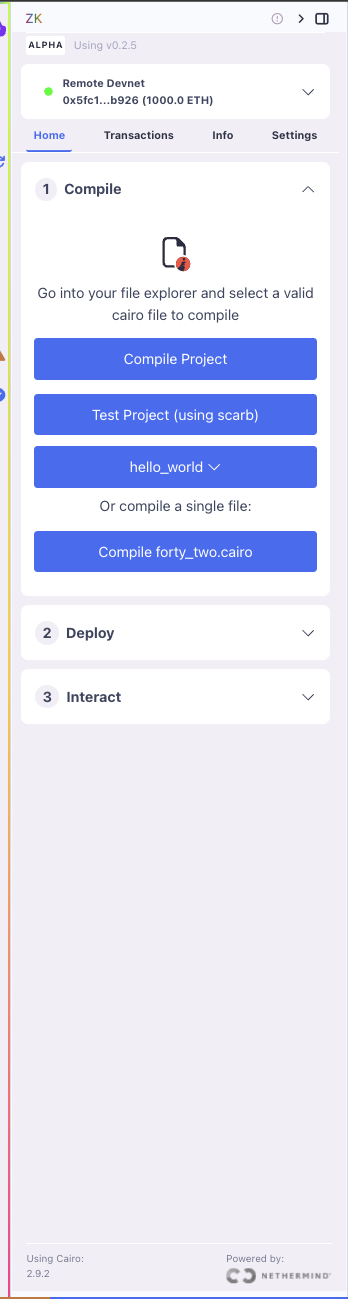 ZK
ALPHA Using v0.2.5
Remote Devnet
0x5fc1...b926 (1000.0 ETH)
Home Transactions Info Settings
1 Compile
Go into your file explorer and select a valid
cairo file to compile
Compile Project
Test Project (using scarb)
hello_world
Or compile a single file:
Compile forty_two.cairo
2 Deploy
3 Interact
Using Cairo: Powered by:
2.9.2 NETHERMIND